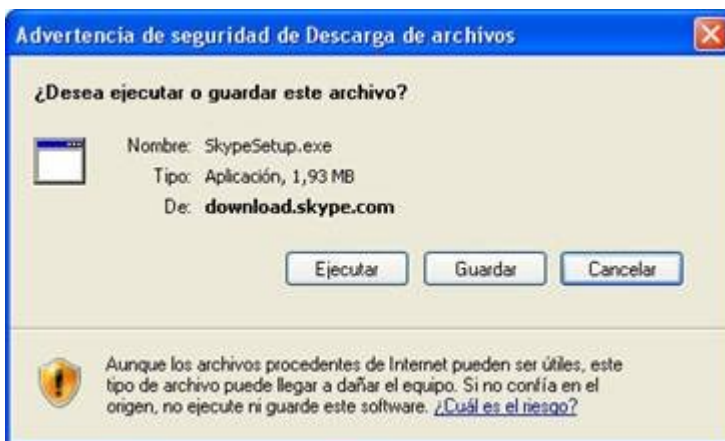 Advertencia de seguridad de Descarga de archivos
¿Desea ejecutar o guardar este archivo?
Nombre: SkypeSetup.exe
Tipo: Aplicación, 1,93 MB
De: download.skype.com
Ejecutar Guardar Cancelar
Aunque los archivos procedentes de Internet pueden ser útiles, este
tipo de archivo puede llegar a dañar el equipo. Si no confía en el
origen, no ejecute ni guarde este software. ¿Cuál es el riesgo?